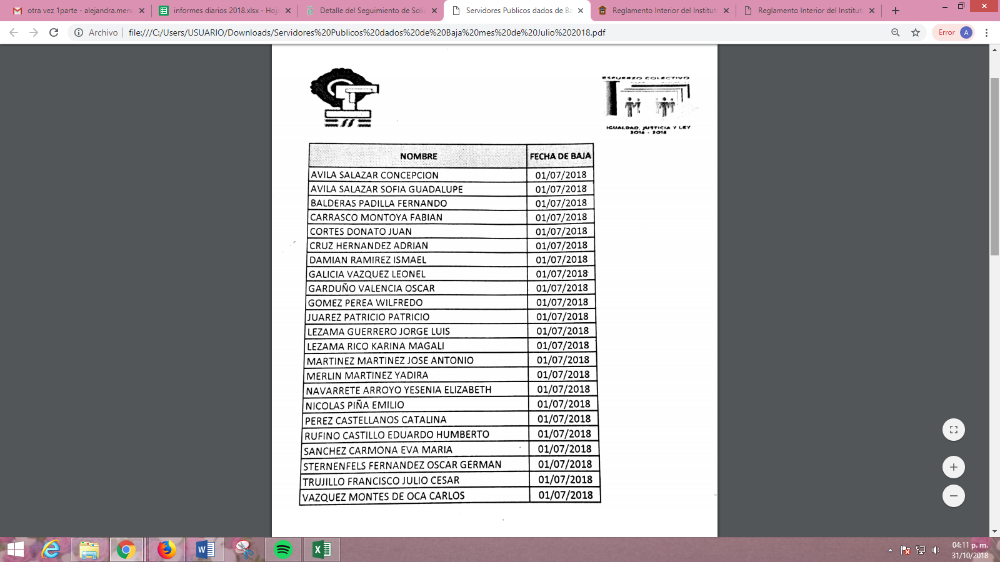 otra vez 1parte - alejandra.menc
informes diarios 2018.xlsx - Hoja
Detalle del Seguimiento de Solic
Servidores Publicos dados de Ba
Reglamento Interior del Institut
Reglamento Interior del Institut
Archivo file:///C:/Users/USUARIO/Downloads/Servidores%20Publicos%20dados%20de%20Baja%20mes%20de%20Julio%202018.pdf Error A
ESFUERZO COLECTIVO
IGUALDAD, JUSTICIA Y LEY
2016 - 2018
NOMBRE FECHA DE BAJA
AVILA SALAZAR CONCEPCION 01/07/2018
AVILA SALAZAR SOFIA GUADALUPE 01/07/2018
BALDERAS PADILLA FERNANDO 01/07/2018
CARRASCO MONTOYA FABIAN 01/07/2018
CORTES DONATO JUAN 01/07/2018
CRUZ HERNANDEZ ADRIAN 01/07/2018
DAMIAN RAMIREZ ISMAEL 01/07/2018
GALICIA VAZQUEZ LEONEL 01/07/2018
GARDUÑO VALENCIA OSCAR 01/07/2018
GOMEZ PEREA WILFREDO 01/07/2018
JUAREZ PATRICIO PATRICIO 01/07/2018
LEZAMA GUERRERO JORGE LUIS 01/07/2018
LEZAMA RICO KARINA MAGALI 01/07/2018
MARTINEZ MARTINEZ JOSE ANTONIO 01/07/2018
MERLIN MARTINEZ YADIRA 01/07/2018
NAVARRETE ARROYO YESENIA ELIZABETH 01/07/2018
NICOLAS PIÑA EMILIO 01/07/2018
PEREZ CASTELLANOS CATALINA 01/07/2018
RUFINO CASTILLO EDUARDO HUMBERTO 01/07/2018
SANCHEZ CARMONA EVA MARIA 01/07/2018
STERNENFELS FERNANDEZ OSCAR GERMAN 01/07/2018
TRUJILLO FRANCISCO JULIO CESAR 01/07/2018
VAZQUEZ MONTES DE OCA CARLOS 01/07/2018
04:11 p. m.
31/10/2018